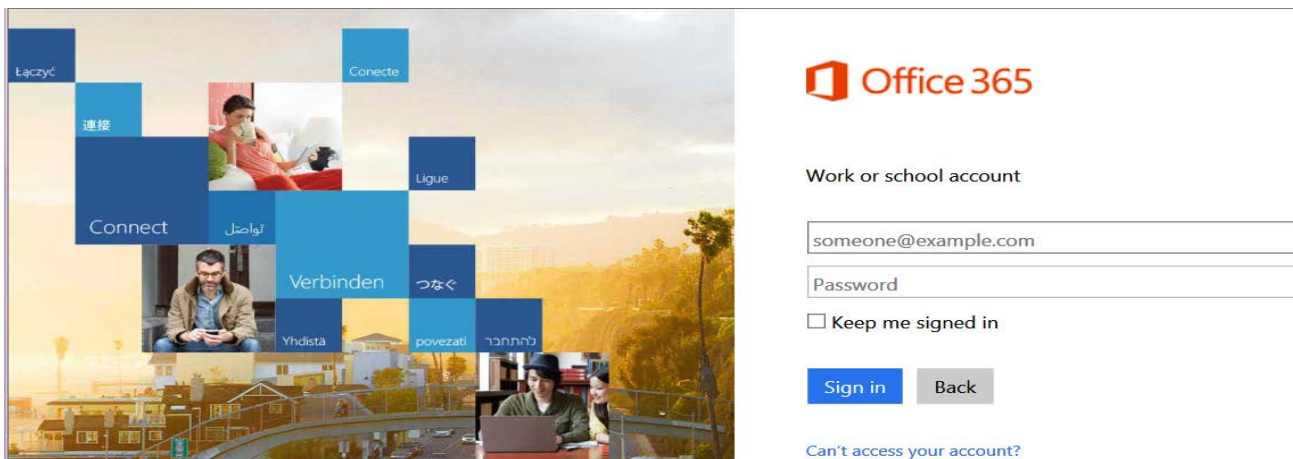 Łączyć
Conecte
連接
Ligue
Connect
تواصل
Verbinden
つなぐ
Yhdistä
povezati
להתחבר
Office 365
Work or school account
someone@example.com
Password
Keep me signed in
Sign in
Back
Can't access your account?